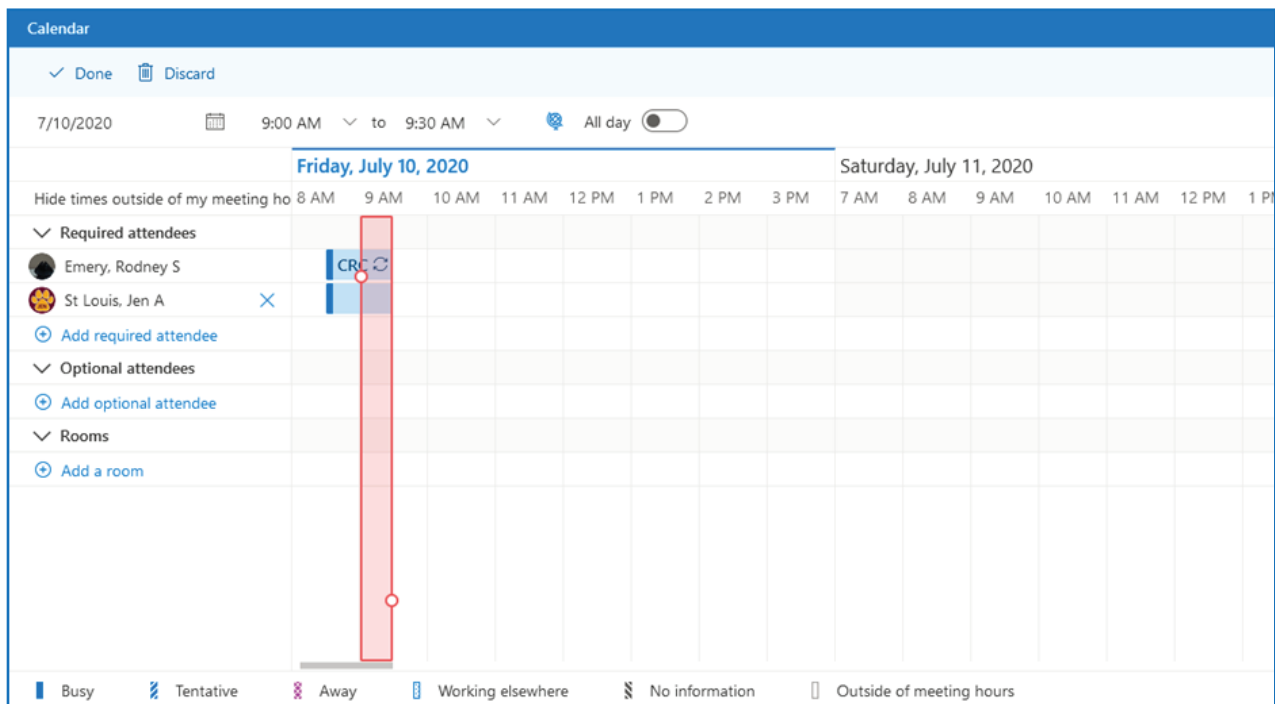 Calendar
Done Discard
7/10/2020 9:00 AM to 9:30 AM All day
Friday, July 10, 2020 Saturday, July 11, 2020
Hide times outside of my meeting ho 8 AM 9 AM 10 AM 11 AM 12 PM 1 PM 2 PM 3 PM 7 AM 8 AM 9 AM 10 AM 11 AM 12 PM 1 PM
Required attendees
Emery, Rodney S CRC
St Louis, Jen A
Add required attendee
Optional attendees
Add optional attendee
Rooms
Add a room
Busy Tentative Away Working elsewhere No information Outside of meeting hours